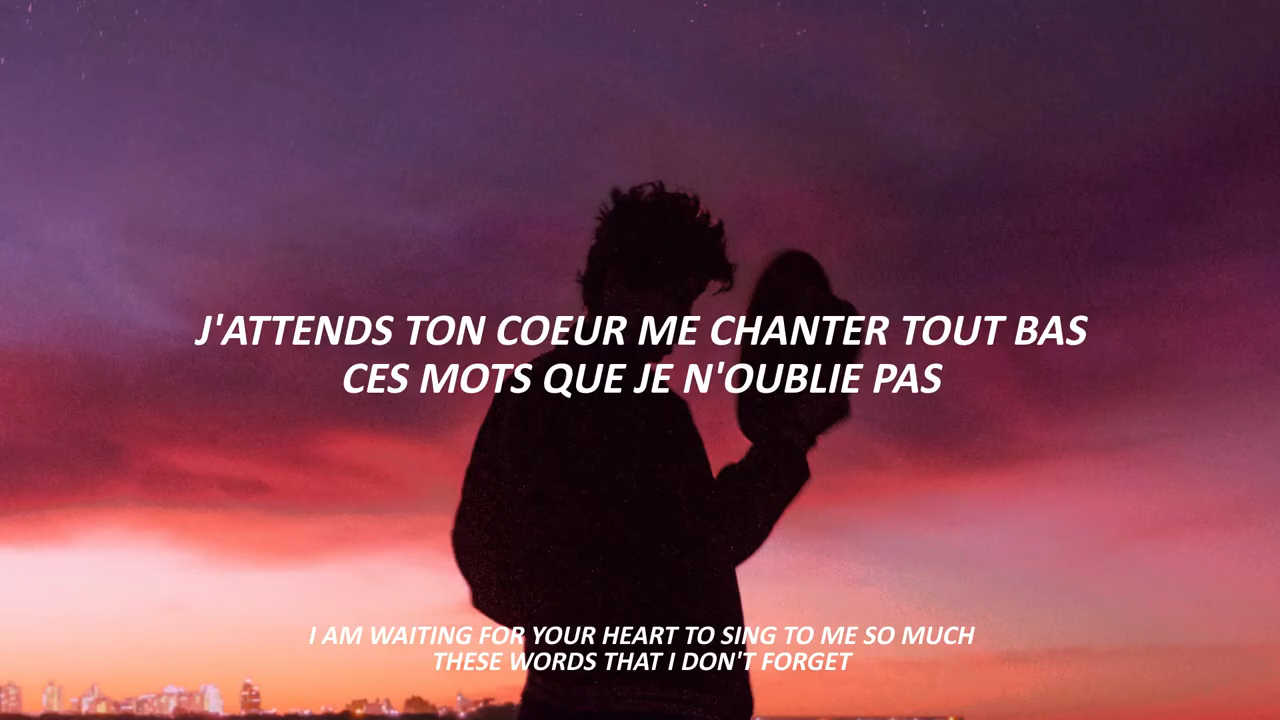 J'ATTENDS TON COEUR ME CHANTER TOUT BAS
CES MOTS QUE JE N'OUBLIE PAS
I AM WAITING FOR YOUR HEART TO SING TO ME SO MUCH
THESE WORDS THAT I DON'T FORGET